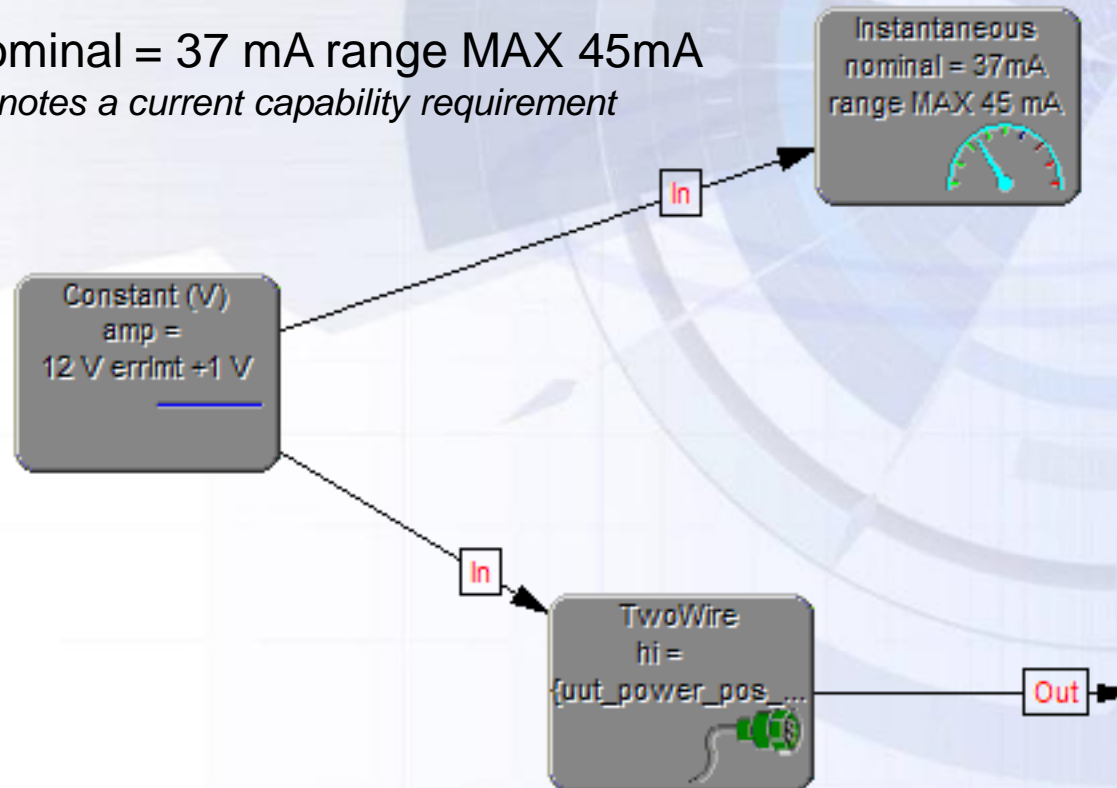 ominal = 37 mA range MAX 45mA
notes a current capability requirement
Instantaneous
nominal = 37mA
range MAX 45 mA
In
Constant (V)
amp =
12 V errlmt +1 V
In
TwoWire
hi =
{uut_power_pos_...
Out